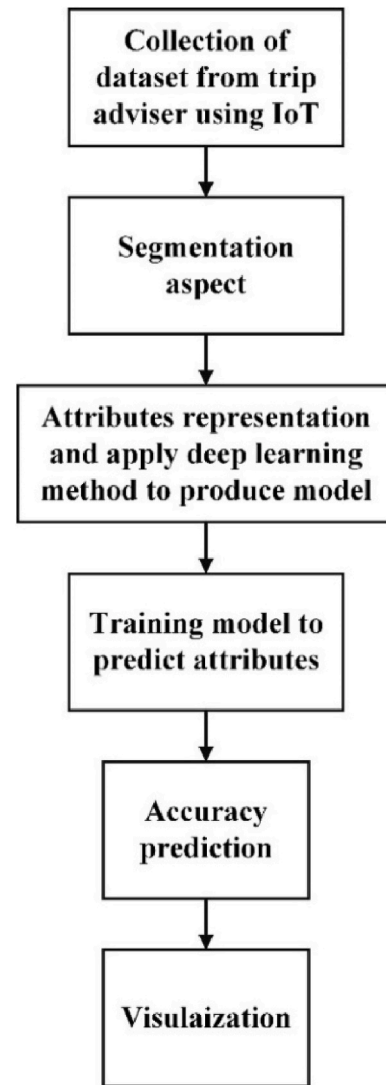 Collection of
dataset from trip
adviser using IoT
Segmentation
aspect
Attributes representation
and apply deep learning
method to produce model
Training model to
predict attributes
Accuracy
prediction
Visulaization